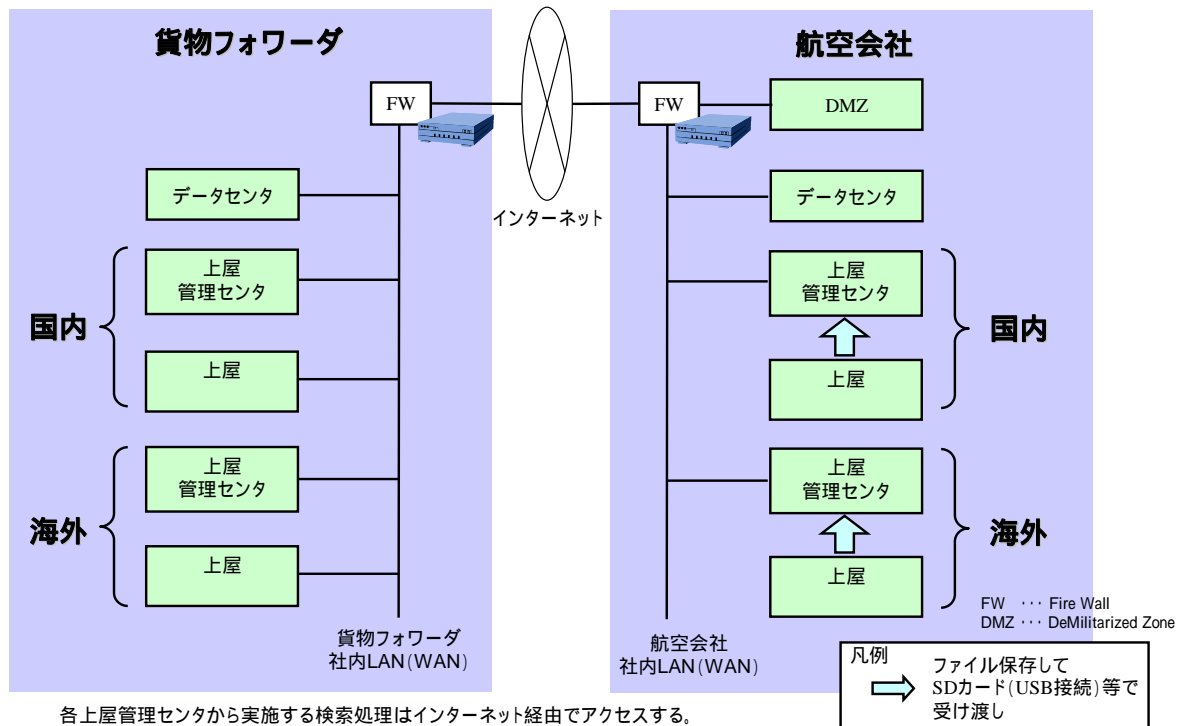 貨物フォワーダ
FW
データセンタ
国内
上屋
管理センタ
上屋
海外
上屋
管理センタ
上屋
貨物フォワーダ
社内LAN(WAN)
インターネット
航空会社
FW
DMZ
データセンタ
上屋
管理センタ
上屋
国内
上屋
管理センタ
上屋
海外
航空会社
社内LAN(WAN)
FW ・・・ Fire Wall
DMZ ・・・ DeMilitarized Zone
凡例
ファイル保存して
SDカード(USB接続)等で
受け渡し
各上屋管理センタから実施する検索処理はインターネット経由でアクセスする。